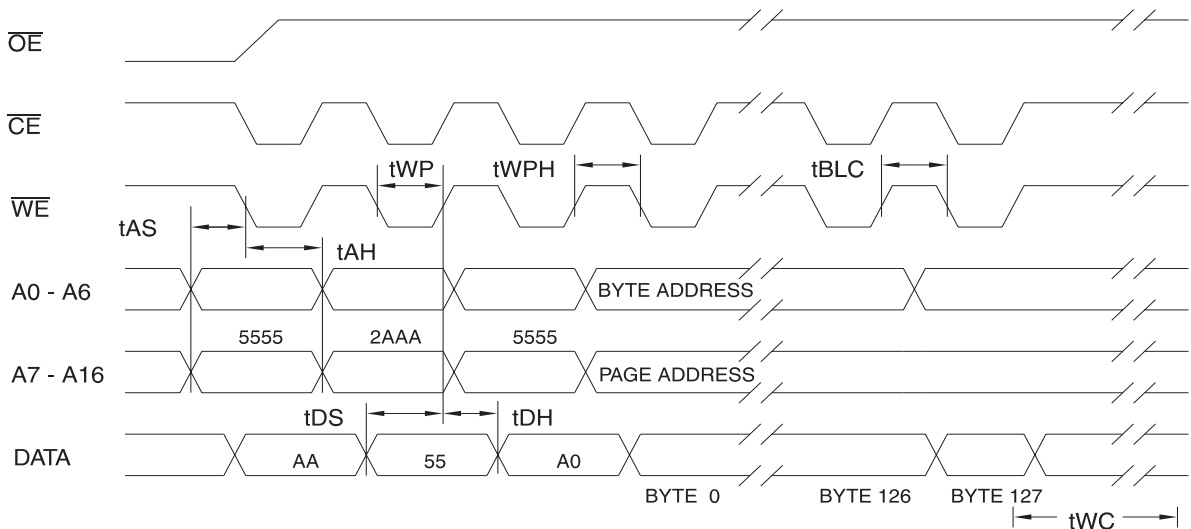 OE
CE
tWP tWPH tBLC
WE
tAS
tAH
A0 - A6 BYTE ADDRESS
5555 2AAA 5555
A7 - A16 PAGE ADDRESS
tDS tDH
DATA AA 55 A0
BYTE 0 BYTE 126 BYTE 127
tWC